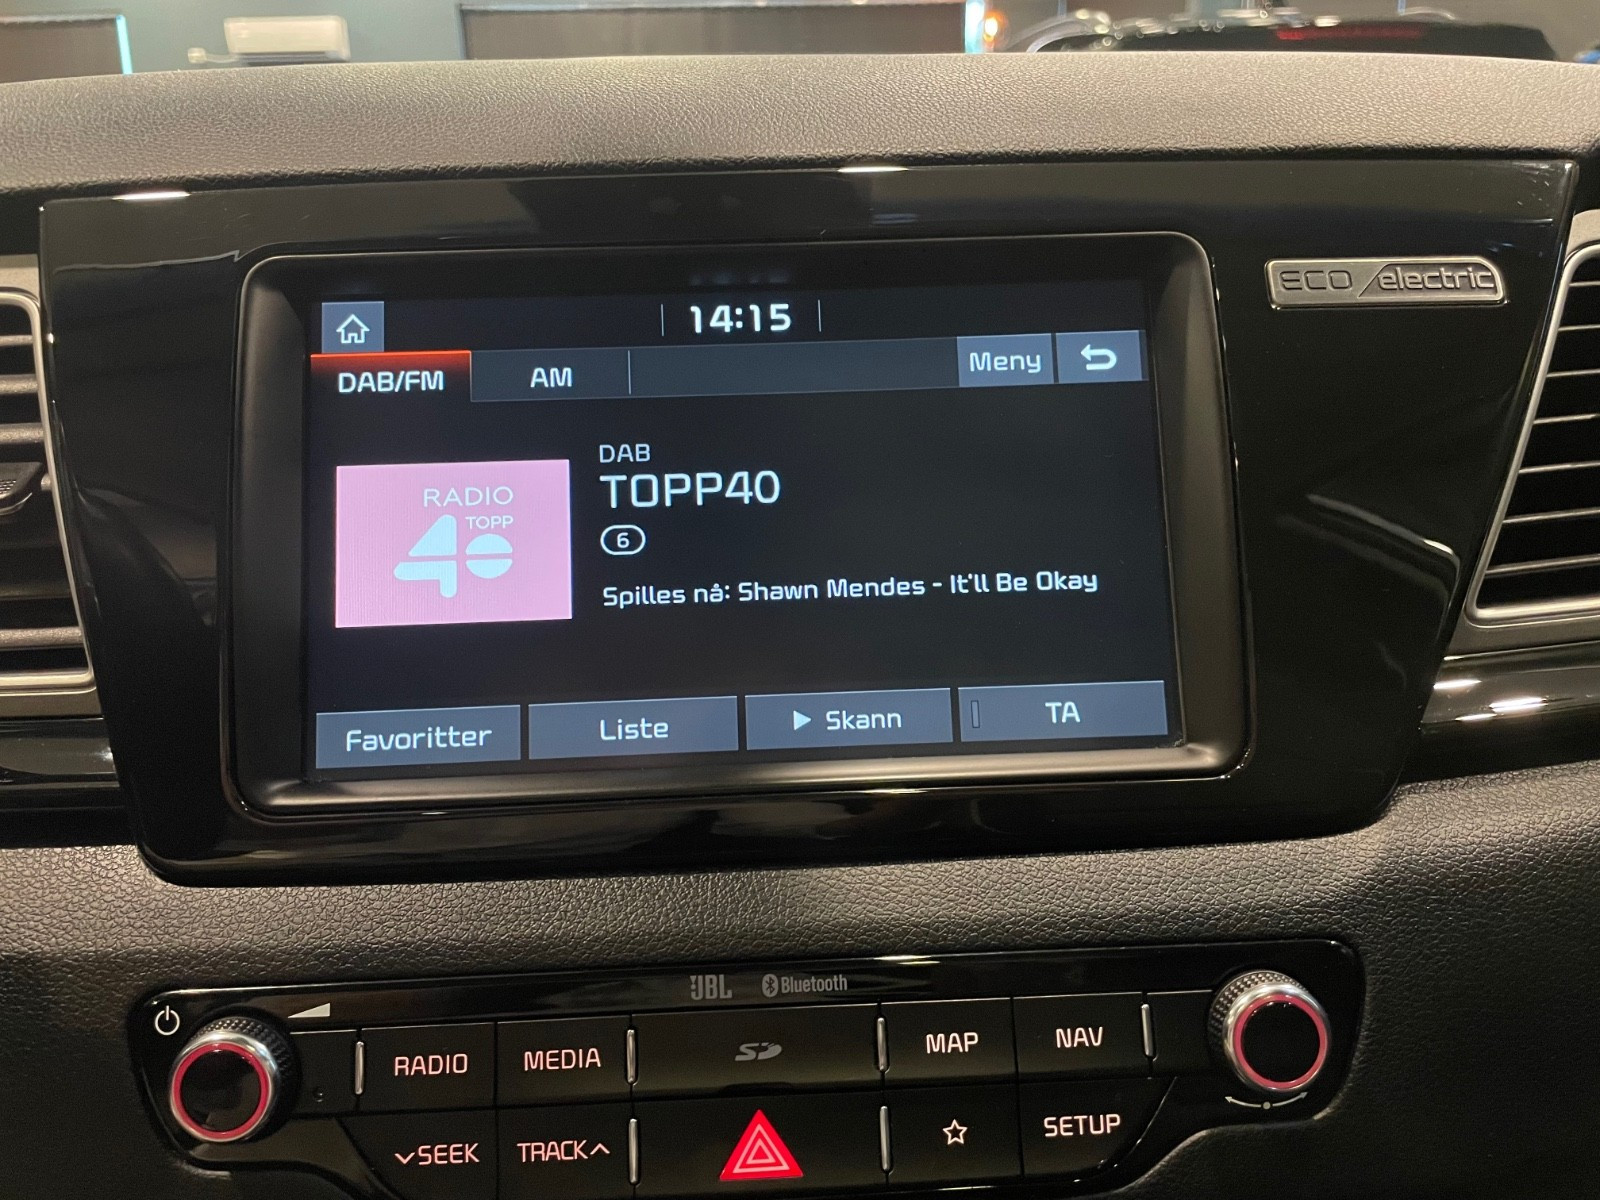 14:15
DAB/FM AM Meny
ECO electric
DAB
TOPP40
6
RADIO
TOPP
40
Spilles nå: Shawn Mendes - It'll Be Okay
Favoritter Liste Skann TA
JBL Bluetooth
RADIO MEDIA SD MAP NAV
SEEK TRACK SETUP